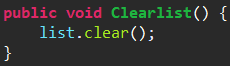 public void Clearlist() {
    list.clear();
}